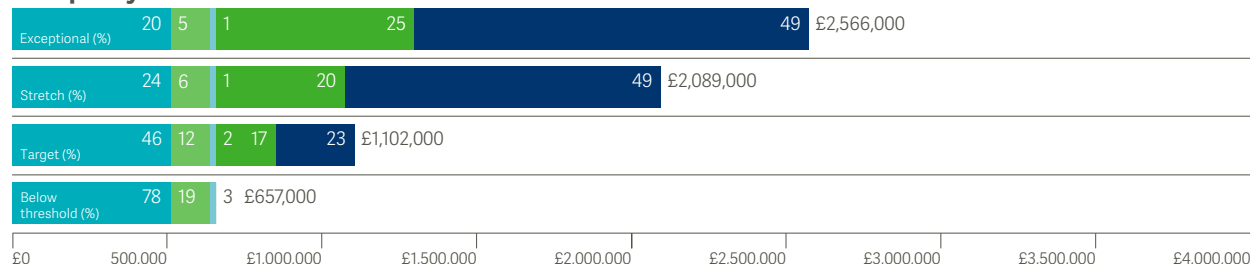 Exceptional (%) 20 5 1 25 49 £2,566,000
Stretch (%) 24 6 1 20 49 £2,089,000
Target (%) 46 12 2 17 23 £1,102,000
Below threshold (%) 78 19 3 £657,000
£0 500,000 £1,000,000 £1,500,000 £2,000,000 £2,500,000 £3,000,000 £3,500,000 £4,000,000